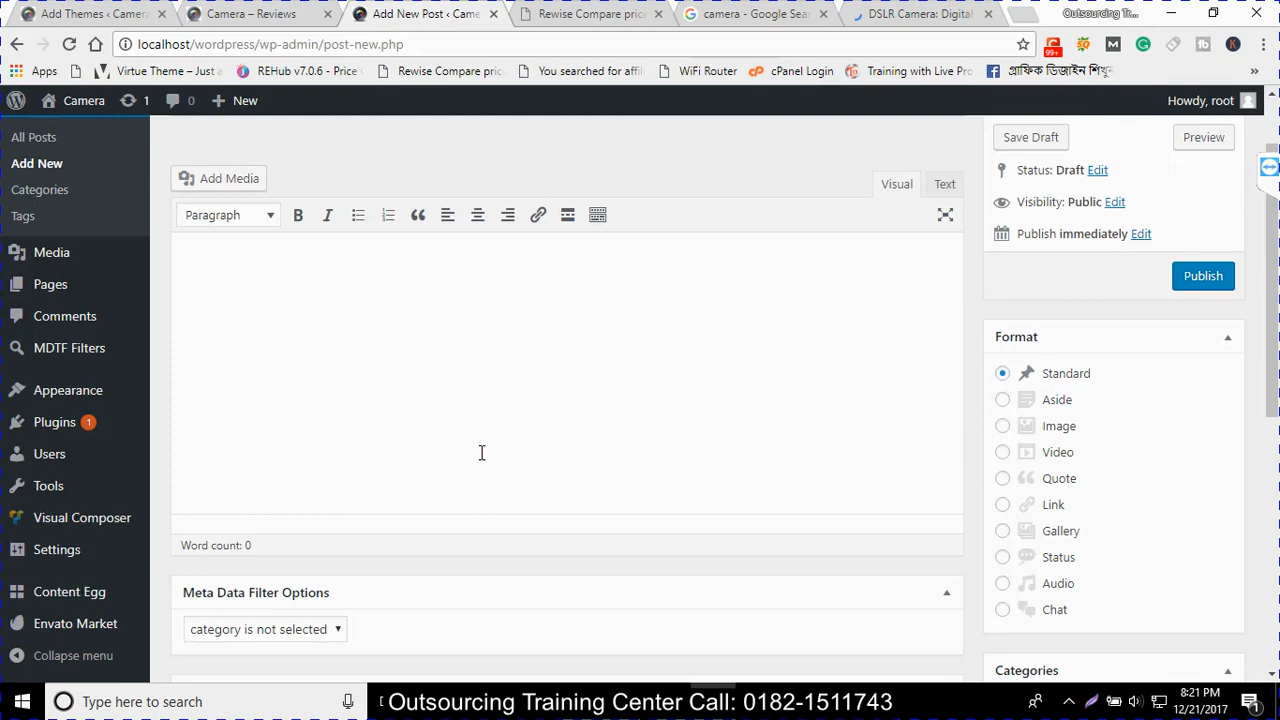 Add Themes ‹ Camera
Camera – Reviews
Add New Post ‹ Came
Rewise Compare price
camera - Google Sear
DSLR Camera: Digital
Outsourcing Tr...
localhost/wordpress/wp-admin/post-new.php
99+
Apps
Virtue Theme – Just a
REHub v7.0.6 - Recip
Rewise Compare pric
You searched for affil
WiFi router
cPanel Login
Training with Live Pro
গ্রাফিক ডিজাইন শিখুন
»
Camera
1
0
New
Howdy, root
All Posts
Add New
Categories
Tags
Media
Pages
Comments
MDTF Filters
Appearance
Plugins 1
Users
Tools
Visual Composer
Settings
Content Egg
Envato Market
Collapse menu
Add Media
Visual
Text
Paragraph
Word count: 0
Meta Data Filter Options
category is not selected
Save Draft
Preview
Status: Draft Edit
Visibility: Public Edit
Publish immediately Edit
Publish
Format
Standard
Aside
Image
Video
Quote
Link
Gallery
Status
Audio
Chat
Categories
Type here to search
Outsourcing Training Center Call: 0182-1511743
8:21 PM
12/21/2017
1